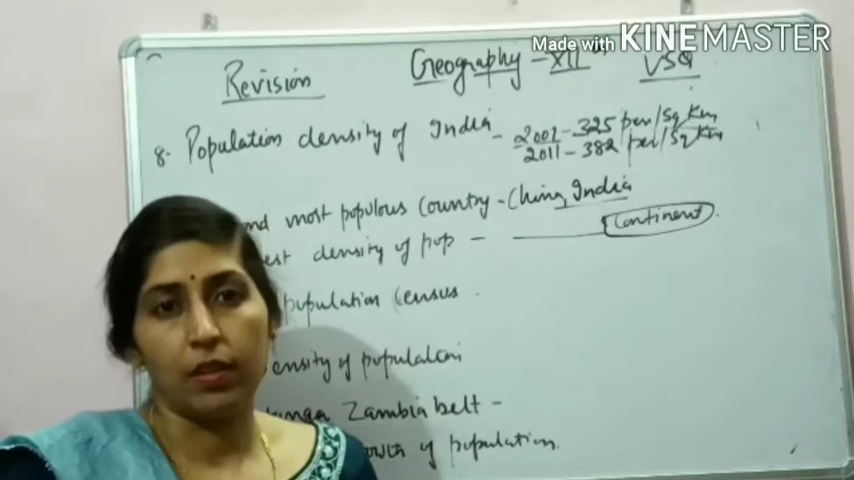 Made with KINEMASTER
Revision Geography - XII VSQ
8. Population density of India - 2001 - 325 per/Sq Km
2011 - 382 per/Sq Km
most populous Country - China, India
density of pop - Continent
population Census
density of population
Zambia belt -
of population.